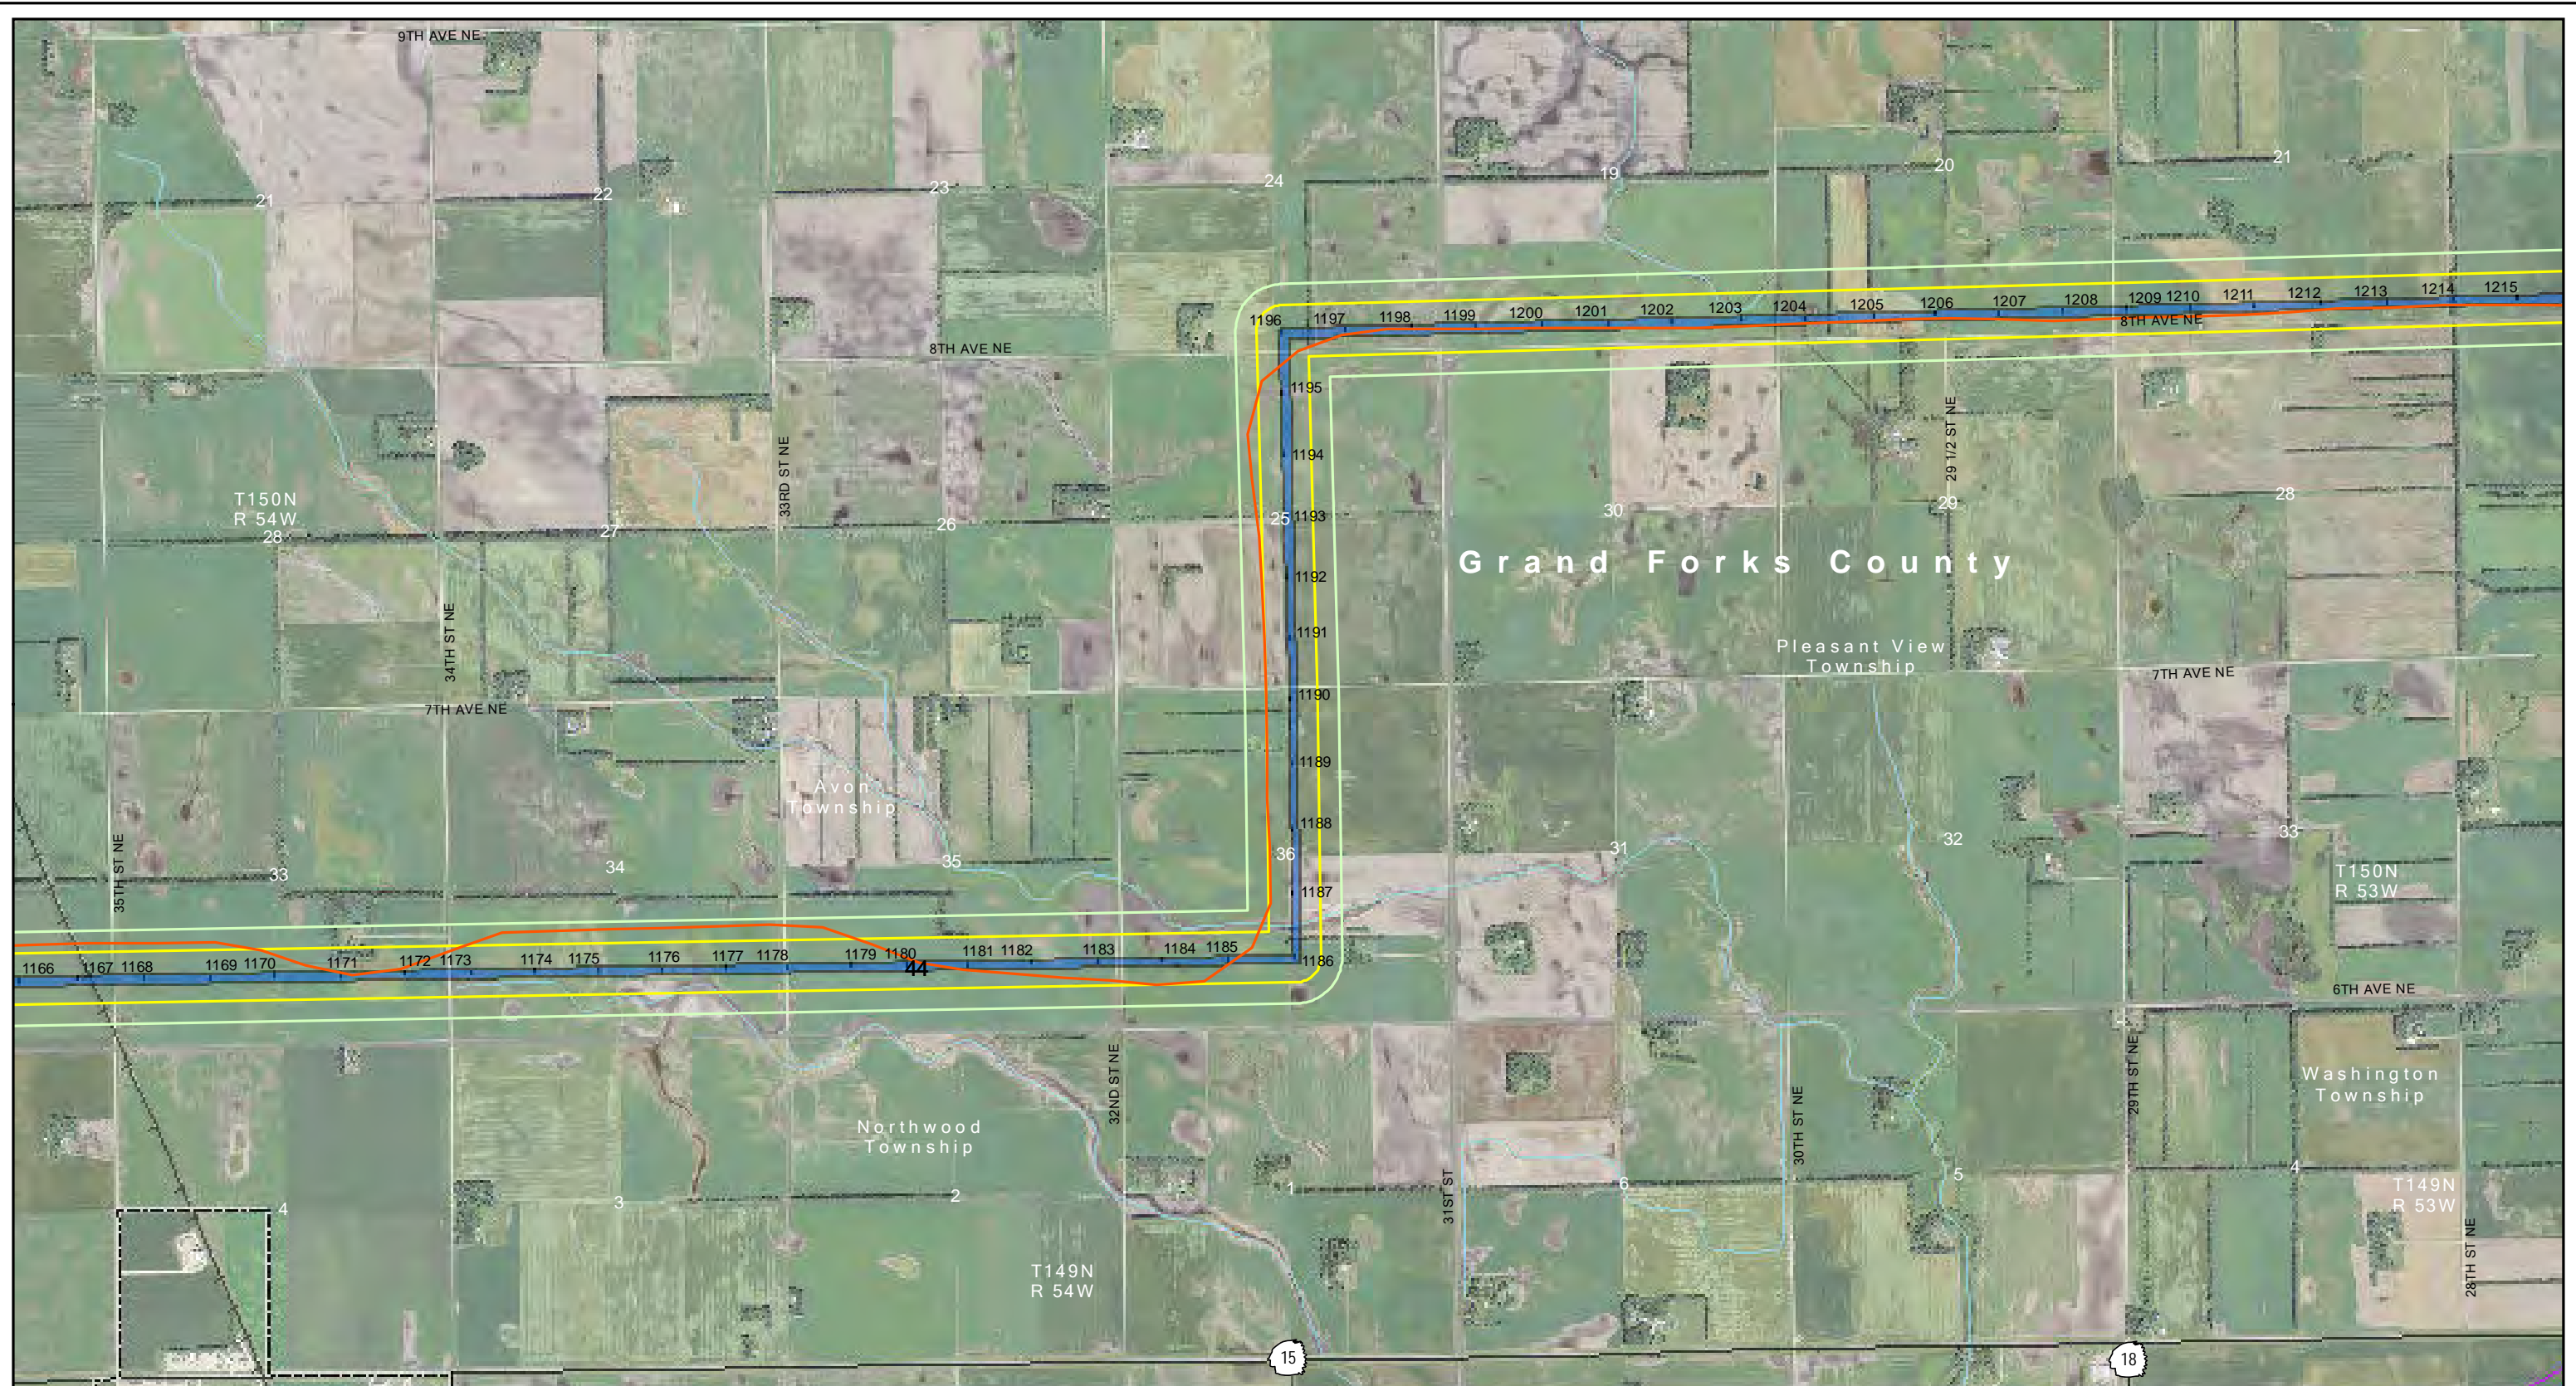 9TH AVE NE
21
22
23
24
19
20
21
1196
1197
1198
1199
1200
1201
1202
1203
1204
1205
1206
1207
1208
1209
1210
1211
1212
1213
1214
1215
8TH AVE NE
8TH AVE NE
1195
1194
1193
1192
1191
1190
1189
1188
1187
1186
33RD ST NE
29 1/2 ST NE
T150N
R 54W
28
27
26
25
30
29
28
Grand Forks County
34TH ST NE
Pleasant View
Township
7TH AVE NE
7TH AVE NE
Avon
Township
35TH ST NE
33
34
35
36
31
32
33
T150N
R 53W
1166
1167
1168
1169
1170
1171
1172
1173
1174
1175
1176
1177
1178
1179
1180
1181
1182
1183
1184
1185
44
6TH AVE NE
32ND ST NE
30TH ST NE
29TH ST NE
Washington
Township
Northwood
Township
31ST ST
4
3
2
1
6
5
4
T149N
R 53W
28TH ST NE
T149N
R 54W
15
18